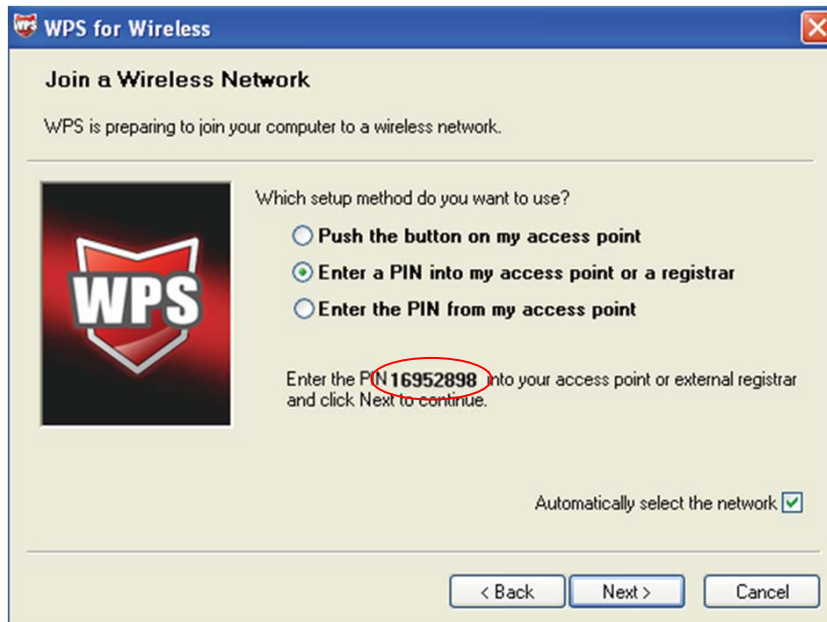 WPS for Wireless
Join a Wireless Network
WPS is preparing to join your computer to a wireless network.
Which setup method do you want to use?
Push the button on my access point
Enter a PIN into my access point or a registrar
Enter the PIN from my access point
WPS
Enter the PIN 16952898 into your access point or external registrar
and click Next to continue.
Automatically select the network
< Back Next > Cancel